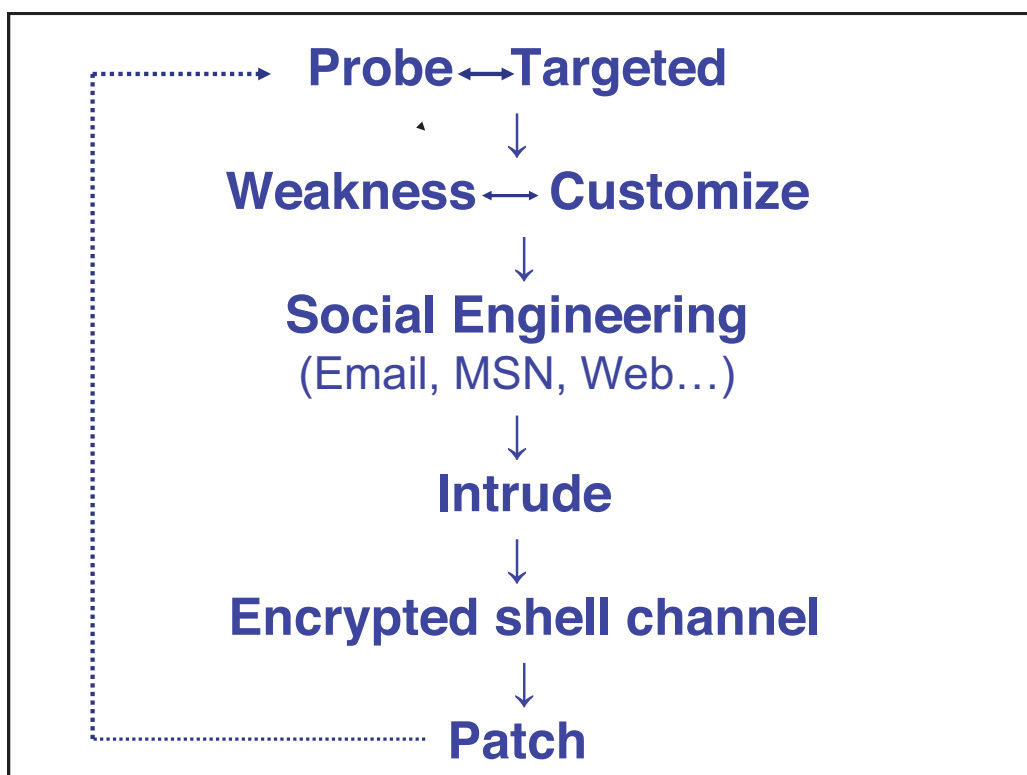 Probe Targeted
Weakness Customize
Social Engineering
(Email, MSN, Web…)
Intrude
Encrypted shell channel
Patch